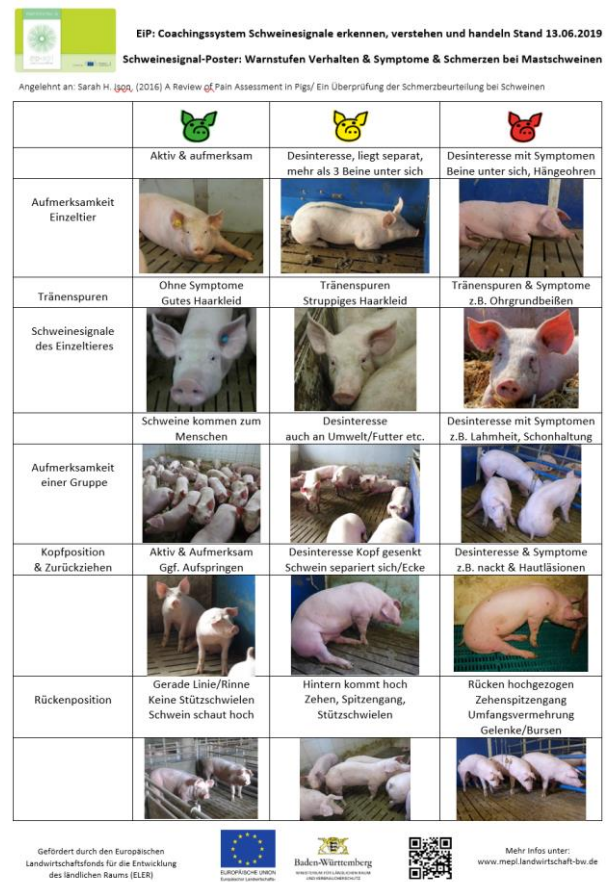 EiP: Coachingssystem Schweinesignale erkennen, verstehen und handeln Stand 13.06.2019
Schweinesignal-Poster: Warnstufen Verhalten & Symptome & Schmerzen bei Mastschweinen
Angelehnt an: Sarah H. Ison, (2016) A Review of Pain Assessment in Pigs/ Ein Überprüfung der Schmerzbeurteilung bei Schweinen
Aktiv & aufmerksam
Desinteresse, liegt separat,
mehr als 3 Beine unter sich
Desinteresse mit Symptomen
Beine unter sich, Hängeohren
Aufmerksamkeit
Einzeltier
Tränenspuren
Ohne Symptome
Gutes Haarkleid
Tränenspuren
Struppiges Haarkleid
Tränenspuren & Symptome
z.B. Ohrgrundbeißen
Schweinesignale
des Einzeltieres
Schweine kommen zum
Menschen
Desinteresse
auch an Umwelt/Futter etc.
Desinteresse mit Symptomen
z.B. Lahmheit, Schonhaltung
Aufmerksamkeit
einer Gruppe
Kopfposition
& Zurückziehen
Aktiv & Aufmerksam
Ggf. Aufspringen
Desinteresse Kopf gesenkt
Schwein separiert sich/Ecke
Desinteresse & Symptome
z.B. nackt & Hautläsionen
Rückenposition
Gerade Linie/Rinne
Keine Stützschwielen
Schwein schaut hoch
Hintern kommt hoch
Zehen, Spitzengang,
Stützschwielen
Rücken hochgezogen
Zehenspitzengang
Umfangsvermehrung
Gelenke/Bursen
Gefördert durch den Europäischen
Landwirtschaftsfonds für die Entwicklung
des ländlichen Raums (ELER)
EUROPÄISCHE UNION
Baden-Württemberg
MINISTERIUM FÜR LÄNDLICHEN RAUM
UND VERBRAUCHERSCHUTZ
Mehr Infos unter:
www.mepl.landwirtschaft-bw.de